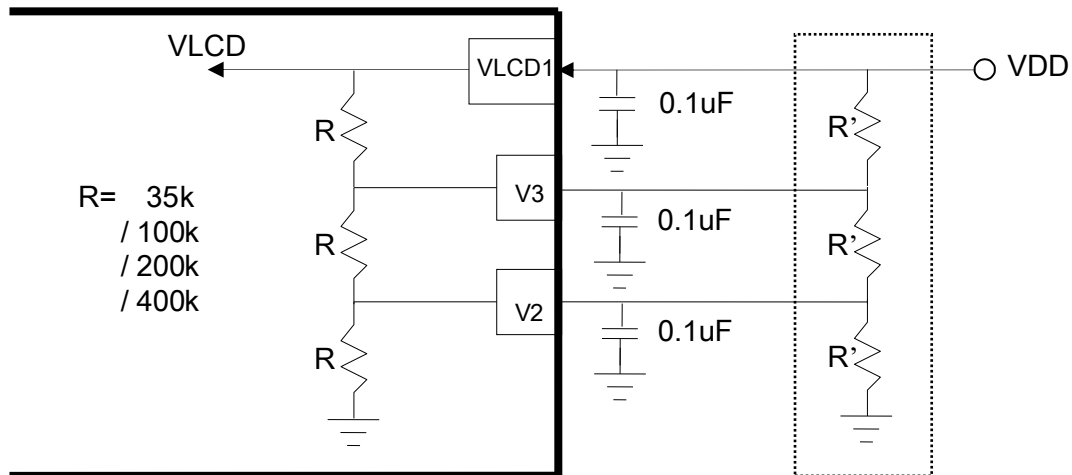 VLCD
VLCD1
VDD
0.1uF
R
R’
V3
R= 35k
/ 100k
/ 200k
/ 400k
0.1uF
R
R’
V2
0.1uF
R
R’